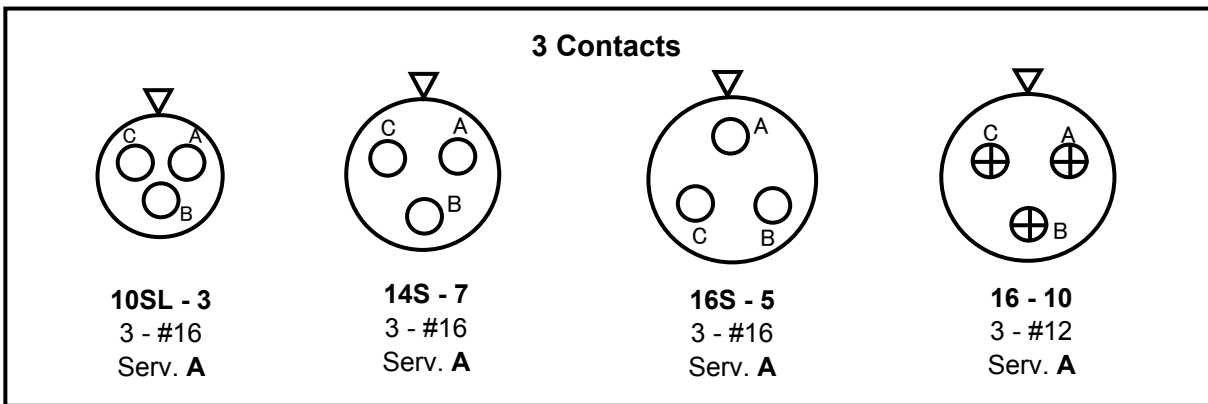 3 Contacts
C A
B
10SL - 3
3 - #16
Serv. A
C A
B
14S - 7
3 - #16
Serv. A
A
C B
16S - 5
3 - #16
Serv. A
C A
B
16 - 10
3 - #12
Serv. A